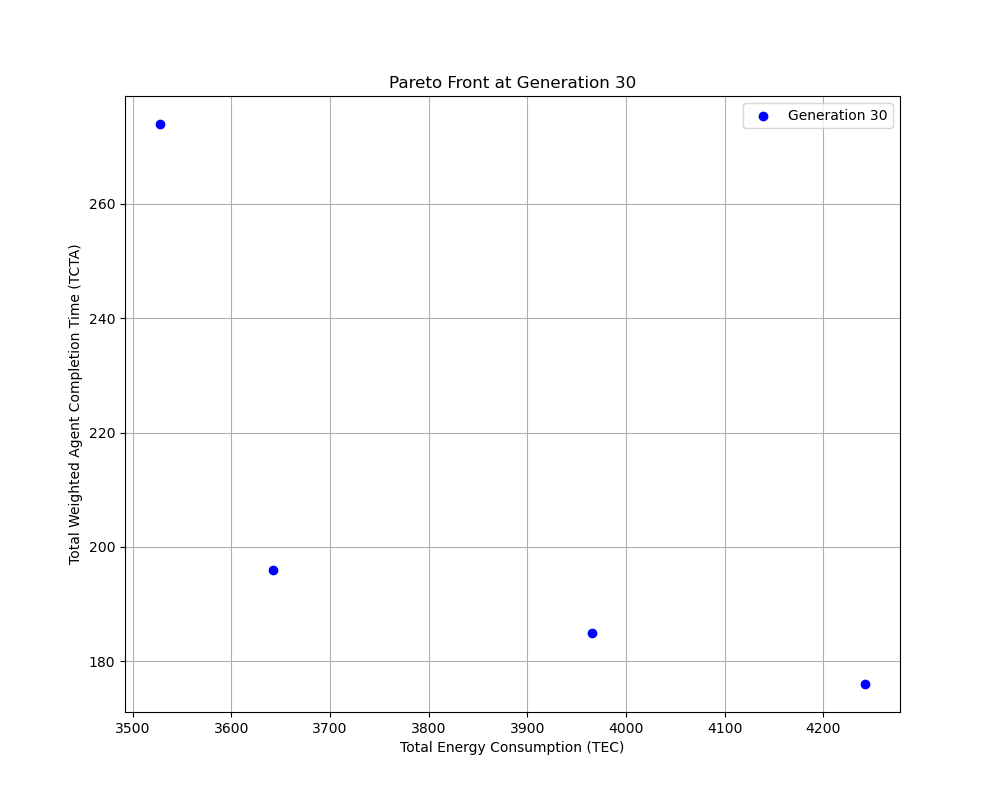 Pareto Front at Generation 30
Generation 30
Total Weighted Agent Completion Time (TCTA)
260
240
220
200
180
3500 3600 3700 3800 3900 4000 4100 4200
Total Energy Consumption (TEC)